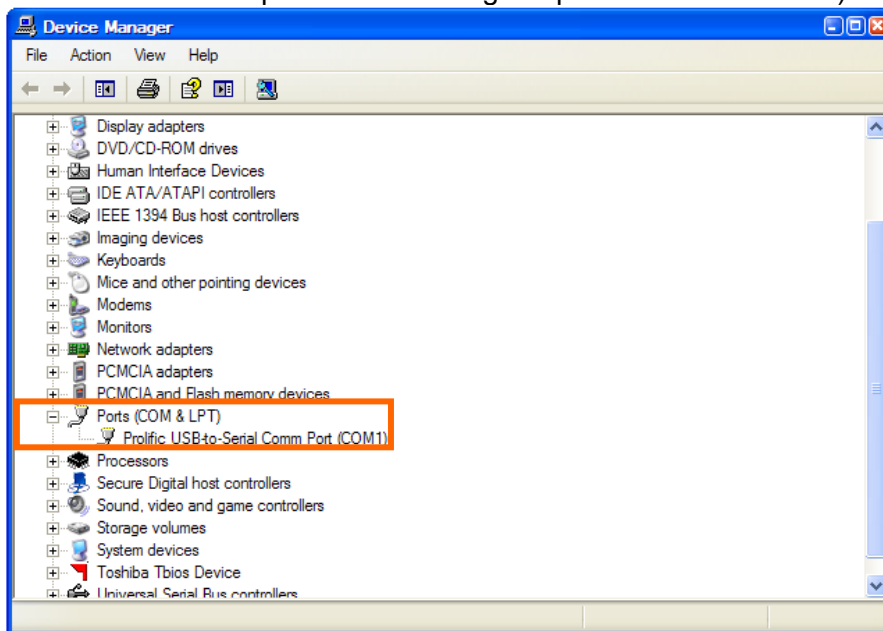 Device Manager
File Action View Help
Display adapters
DVD/CD-ROM drives
Human Interface Devices
IDE ATA/ATAPI controllers
IEEE 1394 Bus host controllers
Imaging devices
Keyboards
Mice and other pointing devices
Modems
Monitors
Network adapters
PCMCIA adapters
PCMCIA and Flash memory devices
Ports (COM & LPT)
Prolific USB-to-Serial Comm Port (COM1)
Processors
Secure Digital host controllers
Sound, video and game controllers
Storage volumes
System devices
Toshiba Tbios Device
Universal Serial Bus controllers